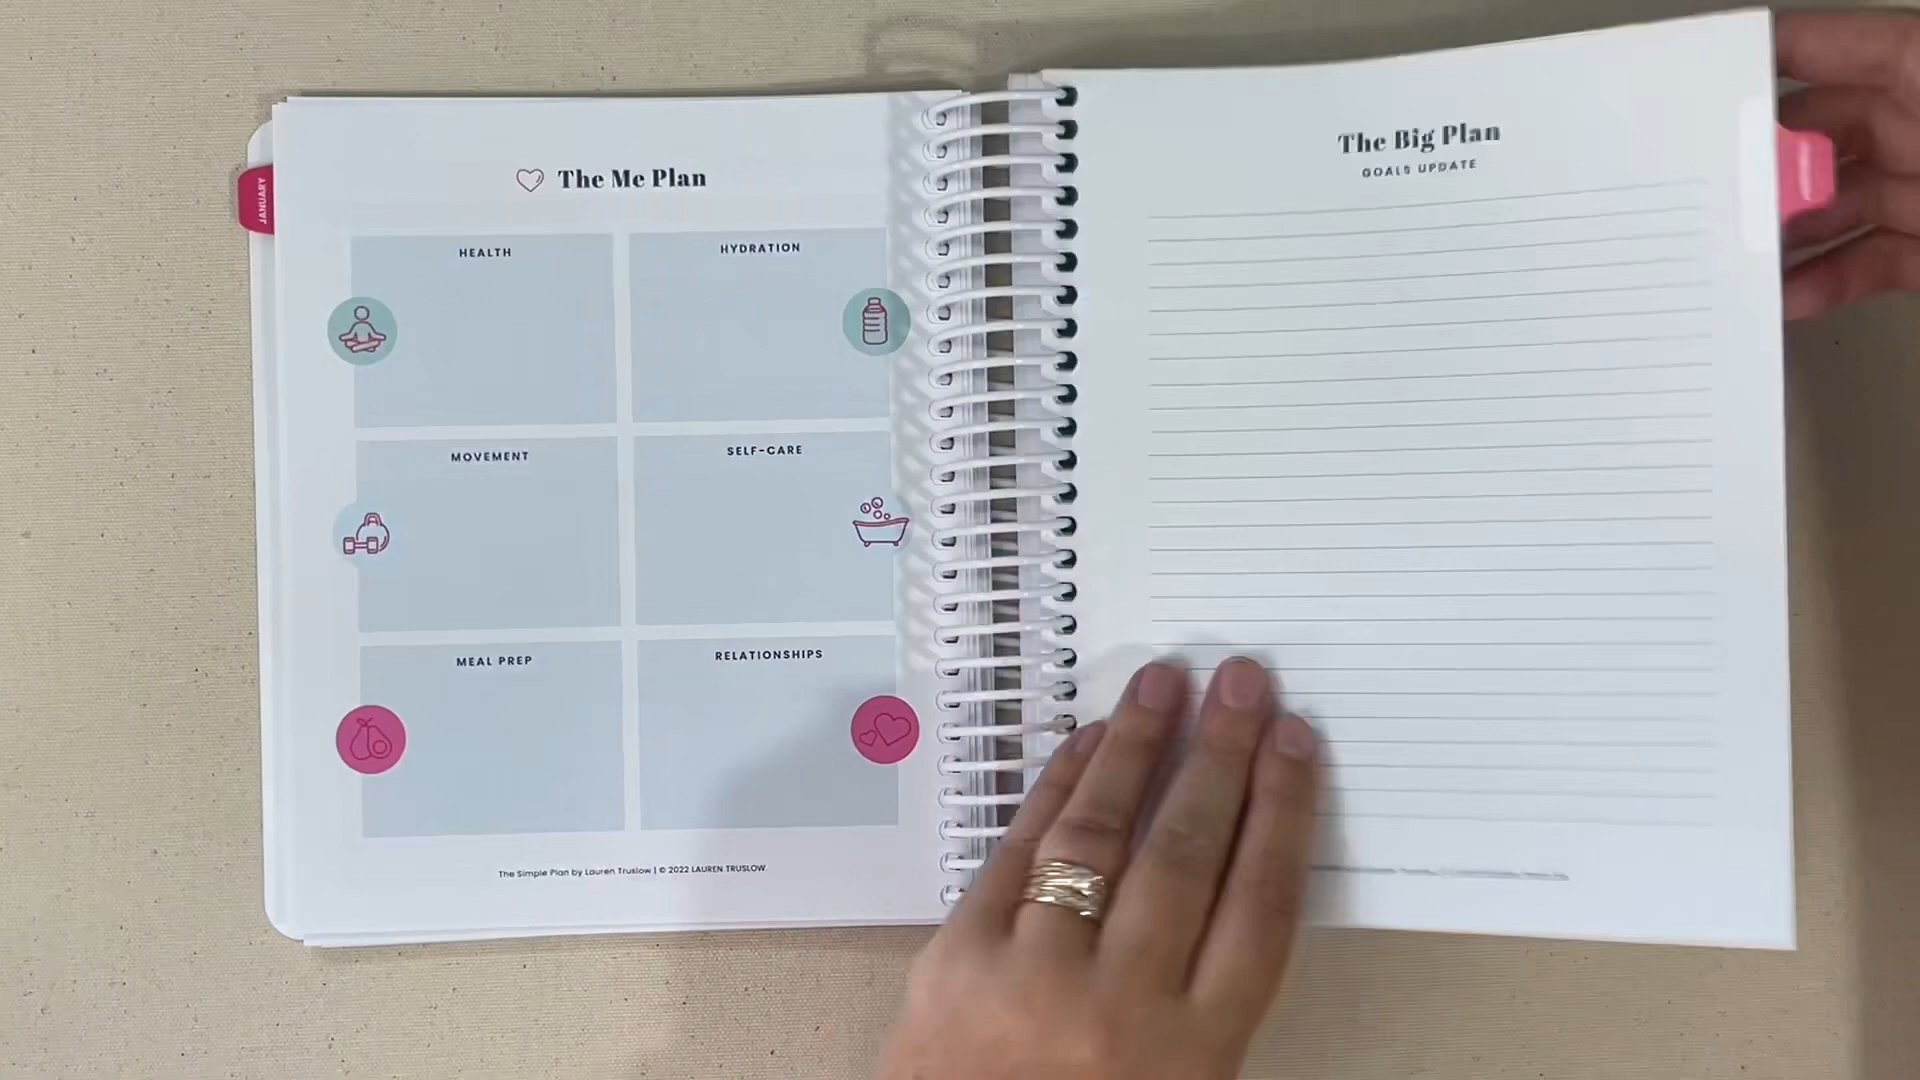 JANUARY
The Me Plan
HEALTH
HYDRATION
MOVEMENT
SELF-CARE
MEAL PREP
RELATIONSHIPS
The Simple Plan by Lauren Truslow | © 2022 LAUREN TRUSLOW.
The Big Plan
GOALS UPDATE